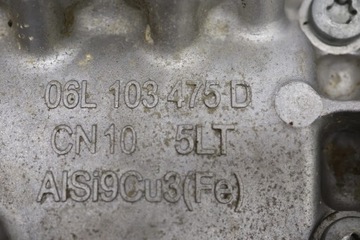 06L 103 475 D
CN10 5LT
AlSi9Cu3(Fe)